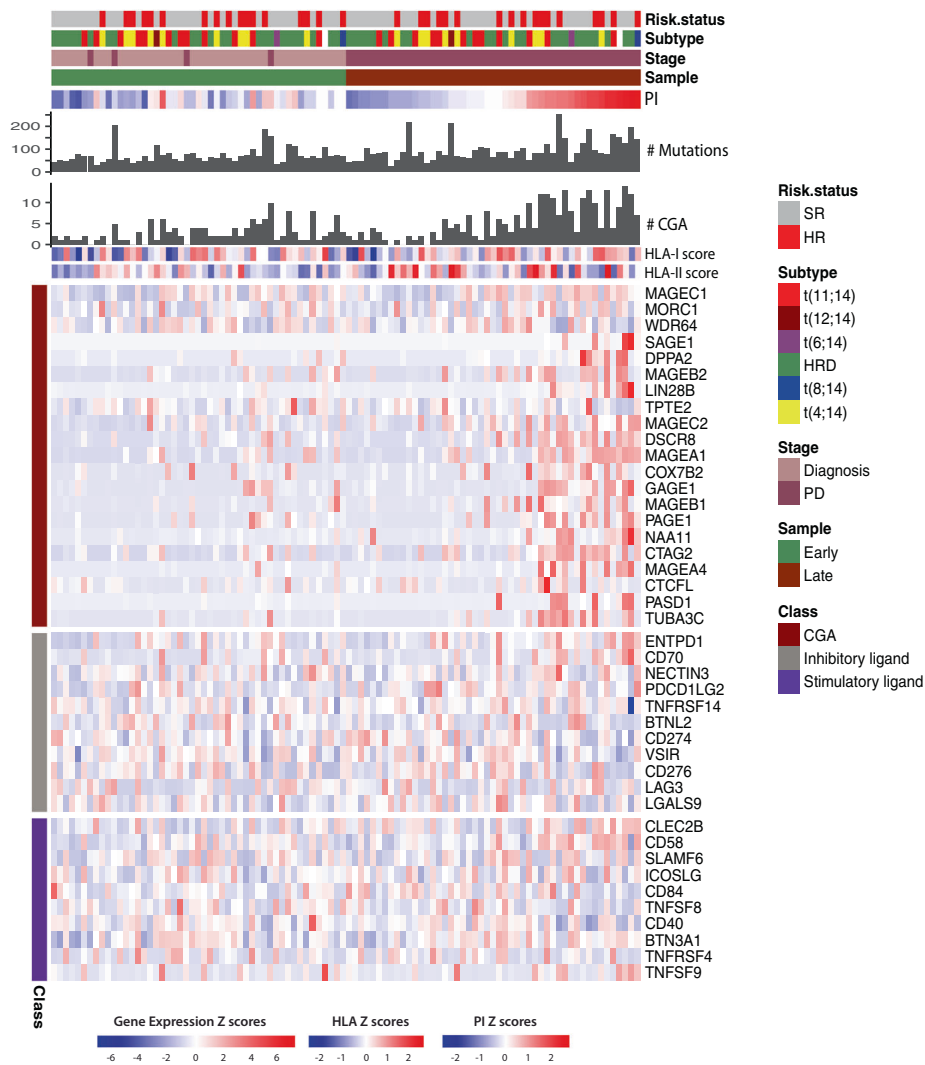 Risk.status
Subtype
Stage
Sample
PI
200
100
0
# Mutations
10
5
0
# CGA
HLA-I score
HLA-II score
MAGEC1
MORC1
WDR64
SAGE1
DPPA2
MAGEB2
LIN28B
TPTE2
MAGEC2
DSCR8
MAGEA1
COX7B2
GAGE1
MAGEB1
PAGE1
NAA11
CTAG2
MAGEA4
CTCFL
PASD1
TUBA3C
ENTPD1
CD70
NECTIN3
PDCD1LG2
TNFRSF14
BTNL2
CD274
VSIR
CD276
LAG3
LGALS9
CLEC2B
CD58
SLAMF6
ICOSLG
CD84
TNFSF8
CD40
BTN3A1
TNFRSF4
TNFSF9
Class
Risk.status
SR
HR
Subtype
t(11;14)
t(12;14)
t(6;14)
HRD
t(8;14)
t(4;14)
Stage
Diagnosis
PD
Sample
Early
Late
Class
CGA
Inhibitory ligand
Stimulatory ligand
Gene Expression Z scores
-6 -4 -2 0 2 4 6
HLA Z scores
-2 -1 0 1 2
PI Z scores
-2 -1 0 1 2